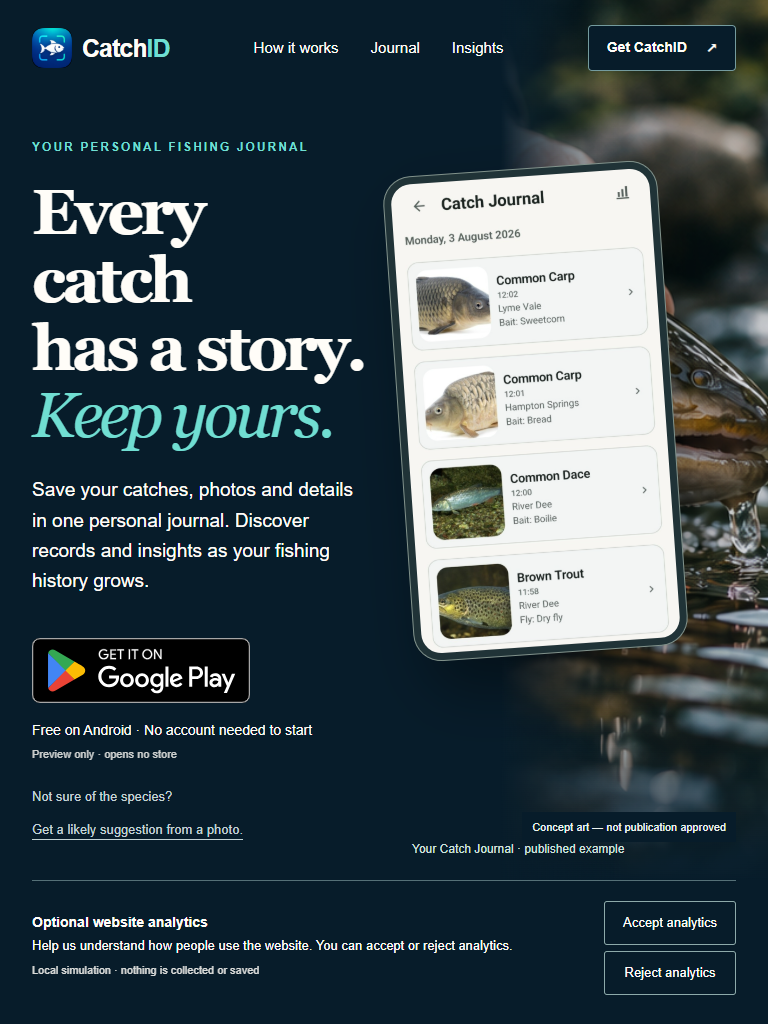 CatchID
How it works
Journal
Insights
Get CatchID ↗
YOUR PERSONAL FISHING JOURNAL
Every
catch
has a story.
Keep yours.
Save your catches, photos and details
in one personal journal. Discover
records and insights as your fishing
history grows.
GET IT ON
Google Play
Free on Android · No account needed to start
Preview only · opens no store
Not sure of the species?
Get a likely suggestion from a photo.
Catch Journal
Monday, 3 August 2026
Common Carp
12:02
Lyme Vale
Bait: Sweetcorn
Common Carp
12:01
Hampton Springs
Bait: Bread
Common Dace
12:00
River Dee
Bait: Boilie
Brown Trout
11:58
River Dee
Fly: Dry fly
Concept art — not publication approved
Your Catch Journal · published example
Optional website analytics
Help us understand how people use the website. You can accept or reject analytics.
Local simulation · nothing is collected or saved
Accept analytics
Reject analytics